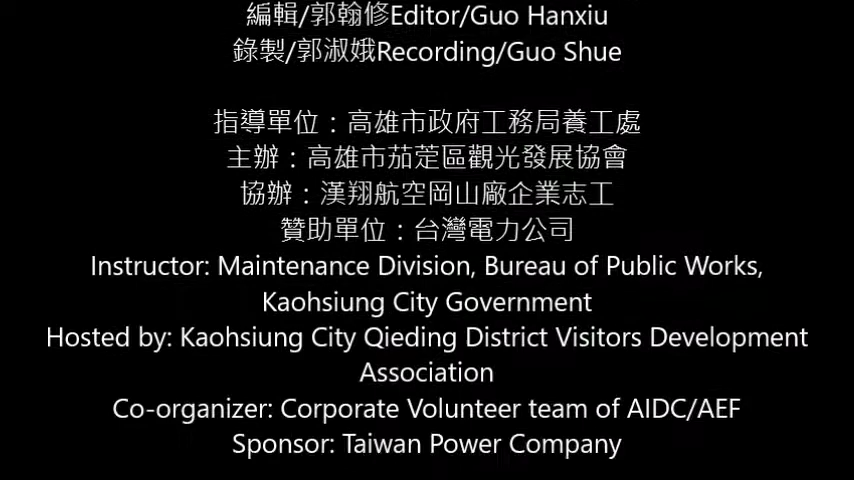 編輯/郭翰修Editor/Guo Hanxiu
錄製/郭淑娥Recording/Guo Shue
指導單位：高雄市政府工務局養工處
主辦：高雄市茄萣區觀光發展協會
協辦：漢翔航空岡山廠企業志工
贊助單位：台灣電力公司
Instructor: Maintenance Division, Bureau of Public Works,
Kaohsiung City Government
Hosted by: Kaohsiung City Qieding District Visitors Development
Association
Co-organizer: Corporate Volunteer team of AIDC/AEF
Sponsor: Taiwan Power Company